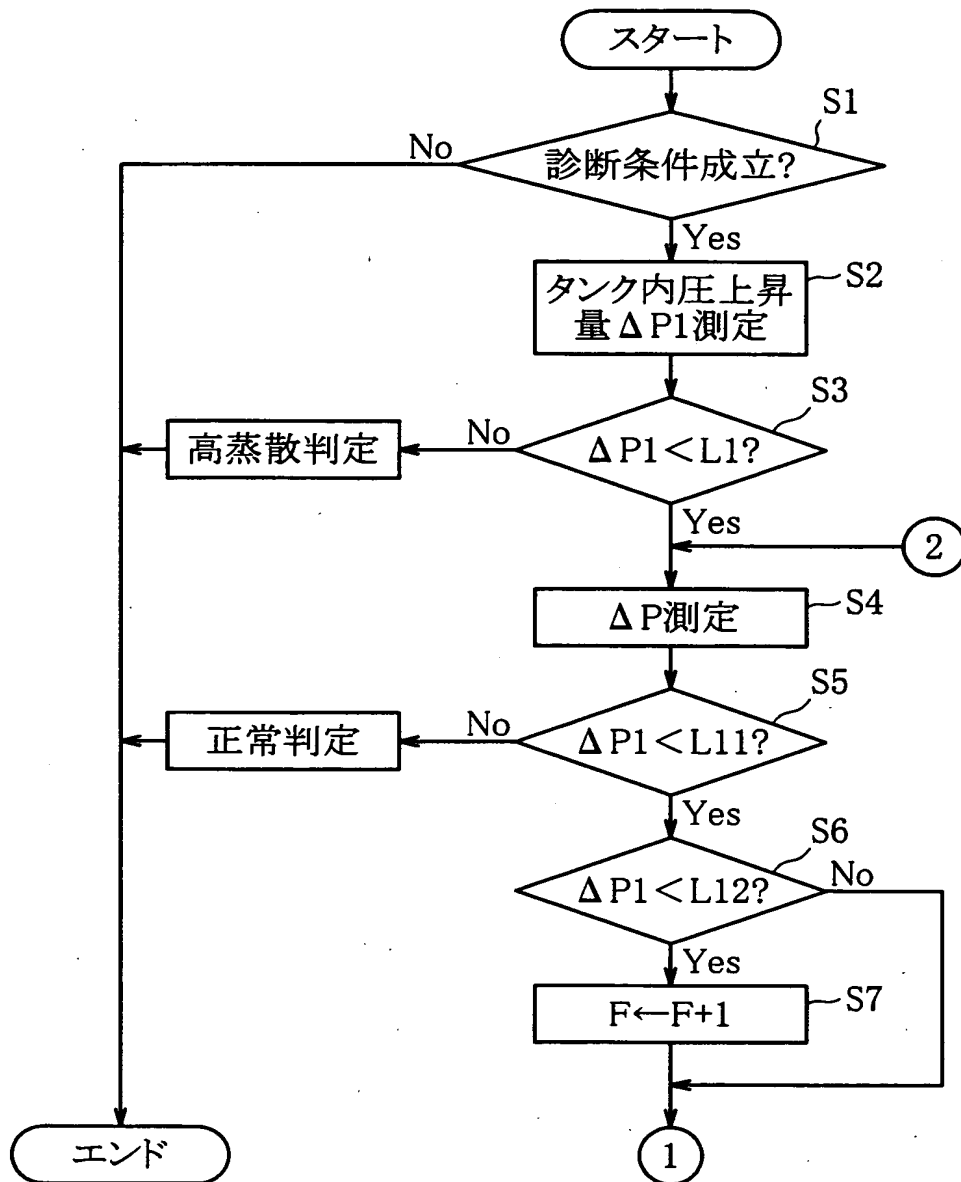 スタート
S1
No
診断条件成立?
Yes
S2
タンク内圧上昇
量ΔP1測定
S3
高蒸散判定
No
ΔP1<L1?
Yes
2
ΔP測定
S4
S5
正常判定
No
ΔP1<L11?
Yes
S6
ΔP1<L12?
No
Yes
F←F+1
S7
エンド
1